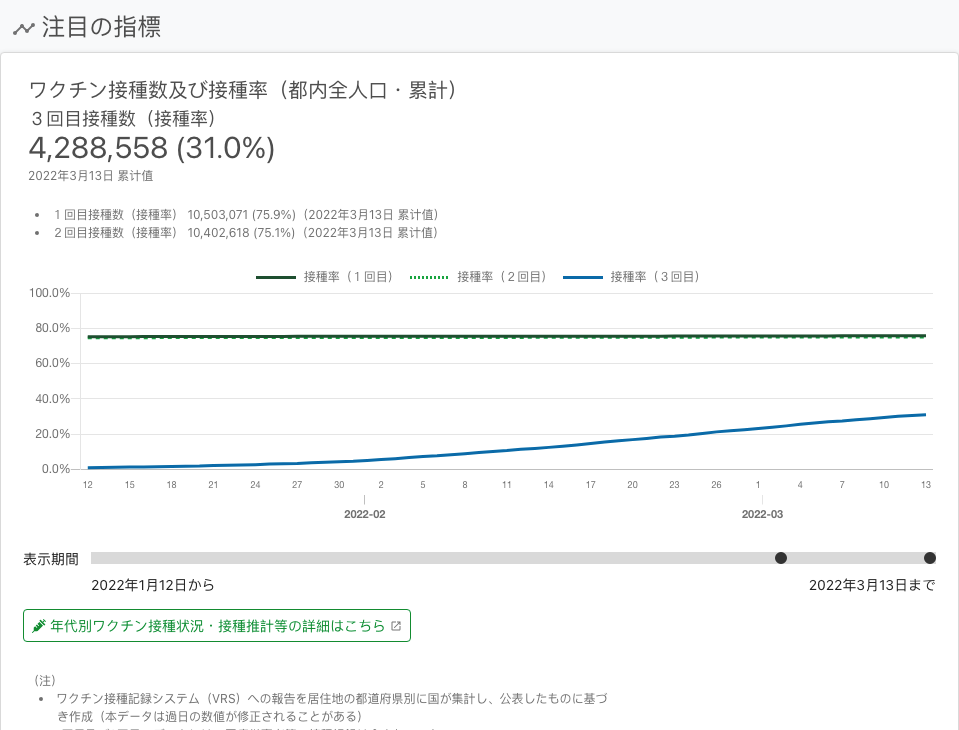 注目の指標
ワクチン接種数及び接種率（都内全人口・累計）
３回目接種数（接種率）
4,288,558 (31.0%)
2022年3月13日 累计值
• １回目接種数（接種率） 10,503,071 (75.9%)（2022年3月13日 累计值）
• ２回目接種数（接種率） 10,402,618 (75.1%)（2022年3月13日 累计值）
接種率（１回目） 接種率（２回目） 接種率（３回目）
100.0%
80.0%
60.0%
40.0%
20.0%
0.0%
12 15 18 21 24 27 30 2 5 8 11 14 17 20 23 26 1 4 7 10 13
2022-02 2022-03
表示期間
2022年1月12日から 2022年3月13日まで
年代別ワクチン接種状況・接種推計等の詳細はこちら
（注）
• ワクチン接種記録システム（VRS）への報告を居住地の都道府県別に国が集計し、公表したものに基づ
き作成（本データは過日の数値が修正されることがある）